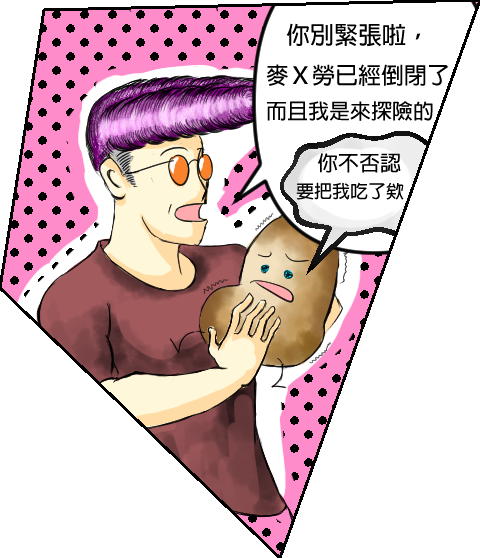 你別緊張啦，
麥Ｘ勞已經倒閉了
而且我是來探險的
你不否認
要把我吃了欸